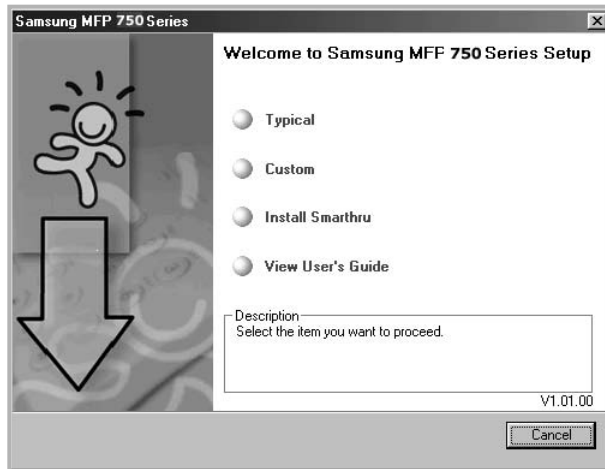 Samsung MFP 750 Series
Welcome to Samsung MFP 750 Series Setup
Typical
Custom
Install Smarthru
View User's Guide
Description
Select the item you want to proceed.
V1.01.00
Cancel